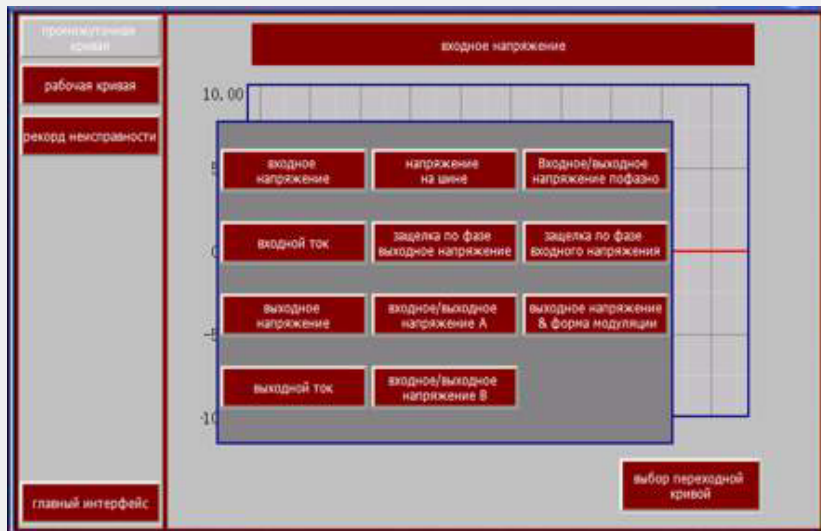 промежуточная
кривая
рабочая кривая
рекорд неисправности
главный интерфейс
входное напряжение
10.00
входное
напряжение
напряжение
на шине
Входное/выходное
напряжение пофазно
входной ток
защелка по фазе
выходное напряжение
защелка по фазе
входного напряжения
выходное
напряжение
входное/выходное
напряжение А
выходное напряжение
& форма модуляции
выходной ток
входное/выходное
напряжение В
выбор переходной
кривой